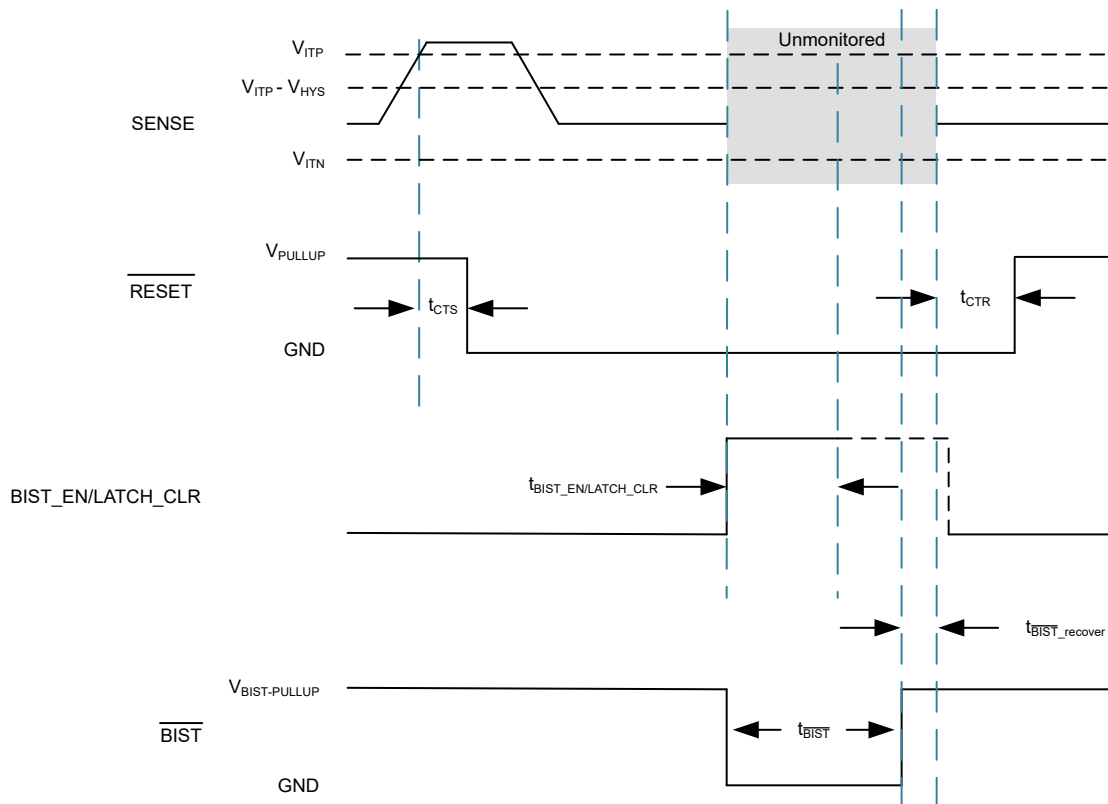 Unmonitored
V_ITP
V_ITP - V_HYS
SENSE
V_ITN
V_PULLUP
RESET
t_CTS
t_CTR
GND
BIST_EN/LATCH_CLR
t_BIST_EN/LATCH_CLR
t_BIST_recover
V_BIST-PULLUP
BIST
t_BIST
GND